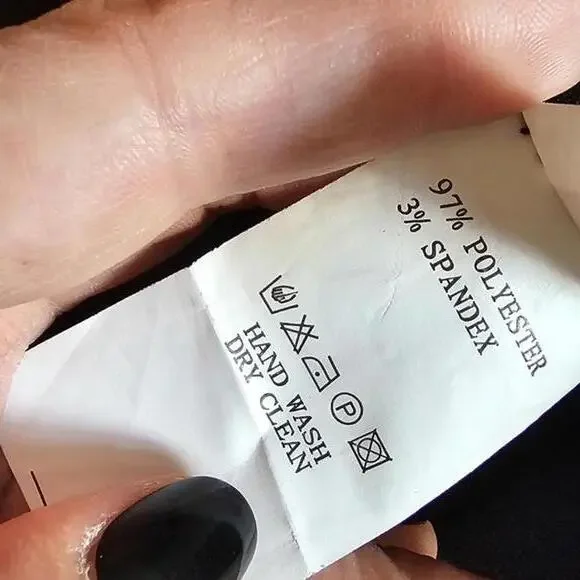 97% POLYESTER
3% SPANDEX
P
HAND WASH
DRY CLEAN